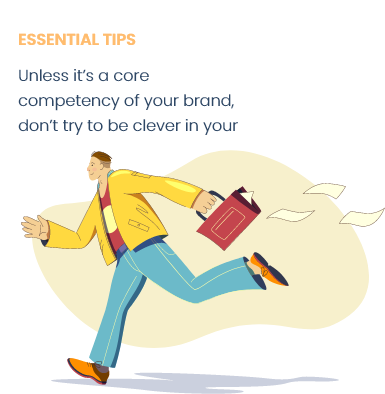 ESSENTIAL TIPS
Unless it’s a core
competency of your brand,
don’t try to be clever in your